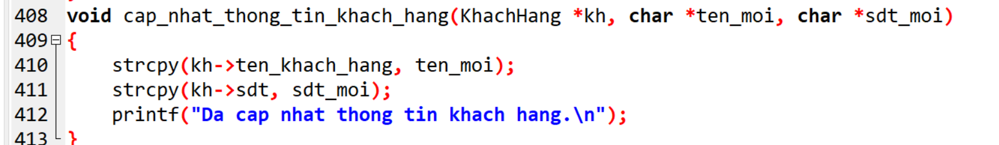 408 void cap_nhat_thong_tin_khach_hang(KhachHang *kh, char *ten_moi, char *sdt_moi)
409 {
410     strcpy(kh->ten_khach_hang, ten_moi);
411     strcpy(kh->sdt, sdt_moi);
412     printf("Da cap nhat thong tin khach hang.\n");
413 }